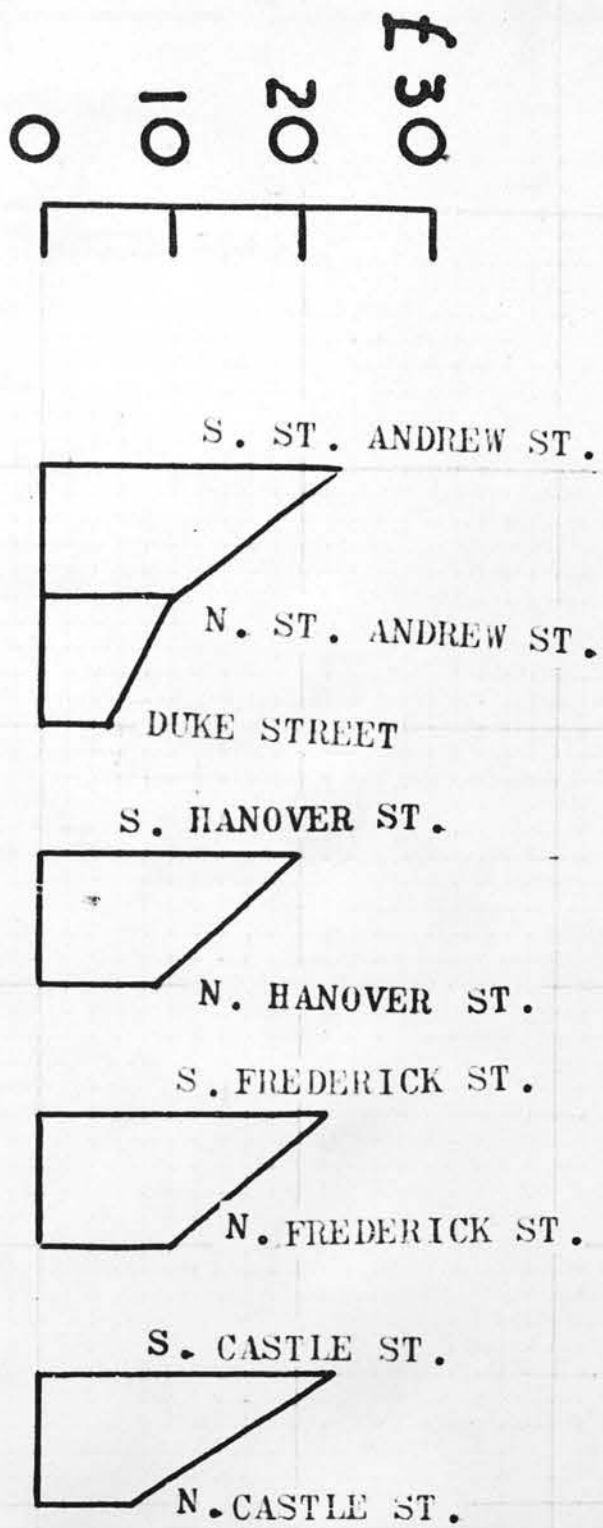 0 10 20 £30
S. ST. ANDREW ST.
N. ST. ANDREW ST.
DUKE STREET
S. HANOVER ST.
N. HANOVER ST.
S. FREDERICK ST.
N. FREDERICK ST.
S. CASTLE ST.
N. CASTLE ST.